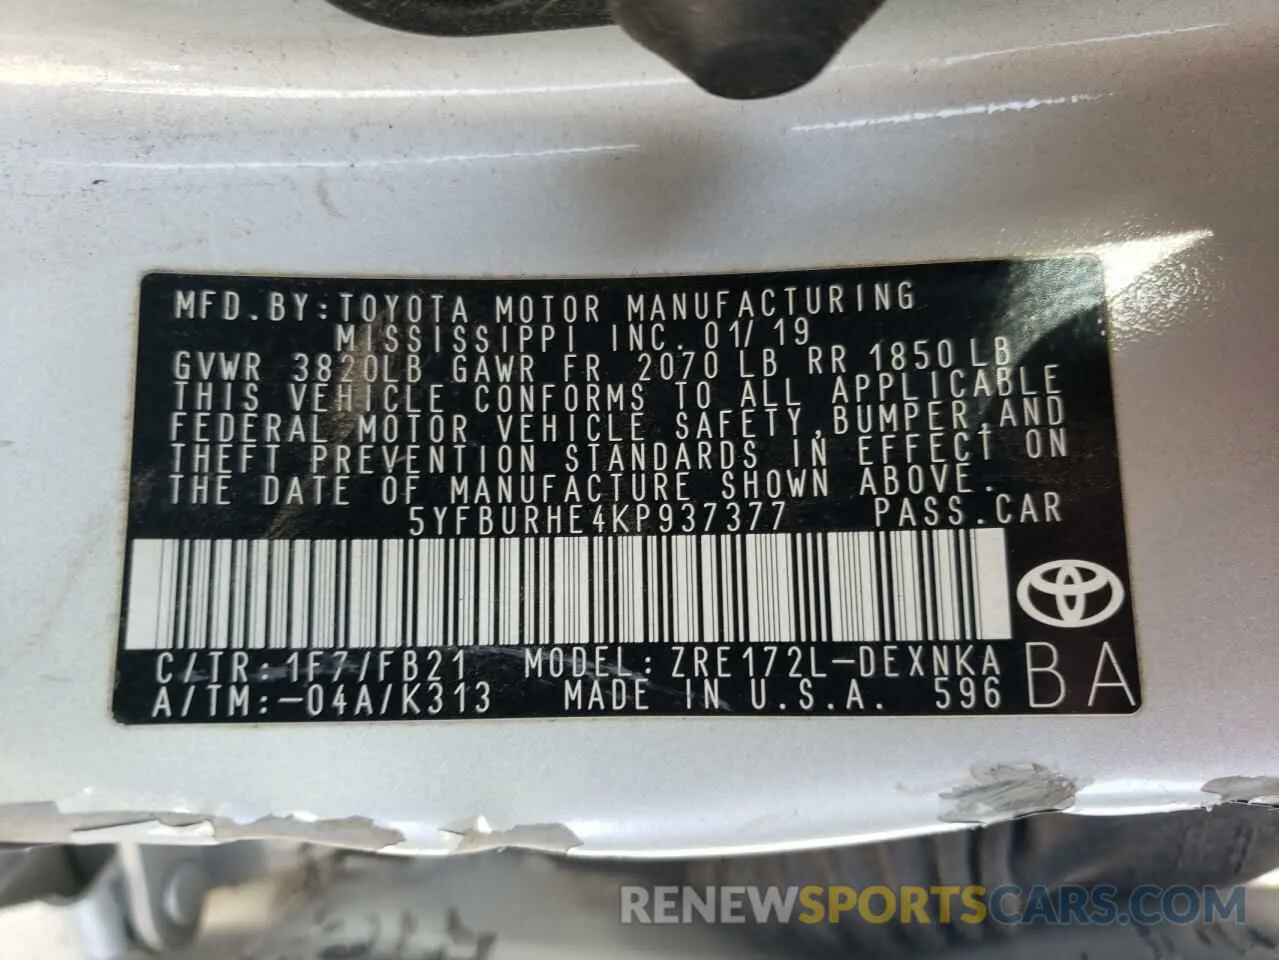 MFD.BY:TOYOTA MOTOR MANUFACTURING
MISSISSIPPI INC. 01/19
GVWR 3820LB GAWR FR 2070 LB RR 1850 LB
THIS VEHICLE CONFORMS TO ALL APPLICABLE
FEDERAL MOTOR VEHICLE SAFETY,BUMPER,AND
THEFT PREVENTION STANDARDS IN EFFECT ON
THE DATE OF MANUFACTURE SHOWN ABOVE.
5YFBURHE4KP937377 PASS.CAR
C/TR:1F7/FB21 MODEL:ZRE172L-DEXNKA
A/TM:-04A/K313 MADE IN U.S.A. 596
BA
RENEWSPORTSCARS.COM